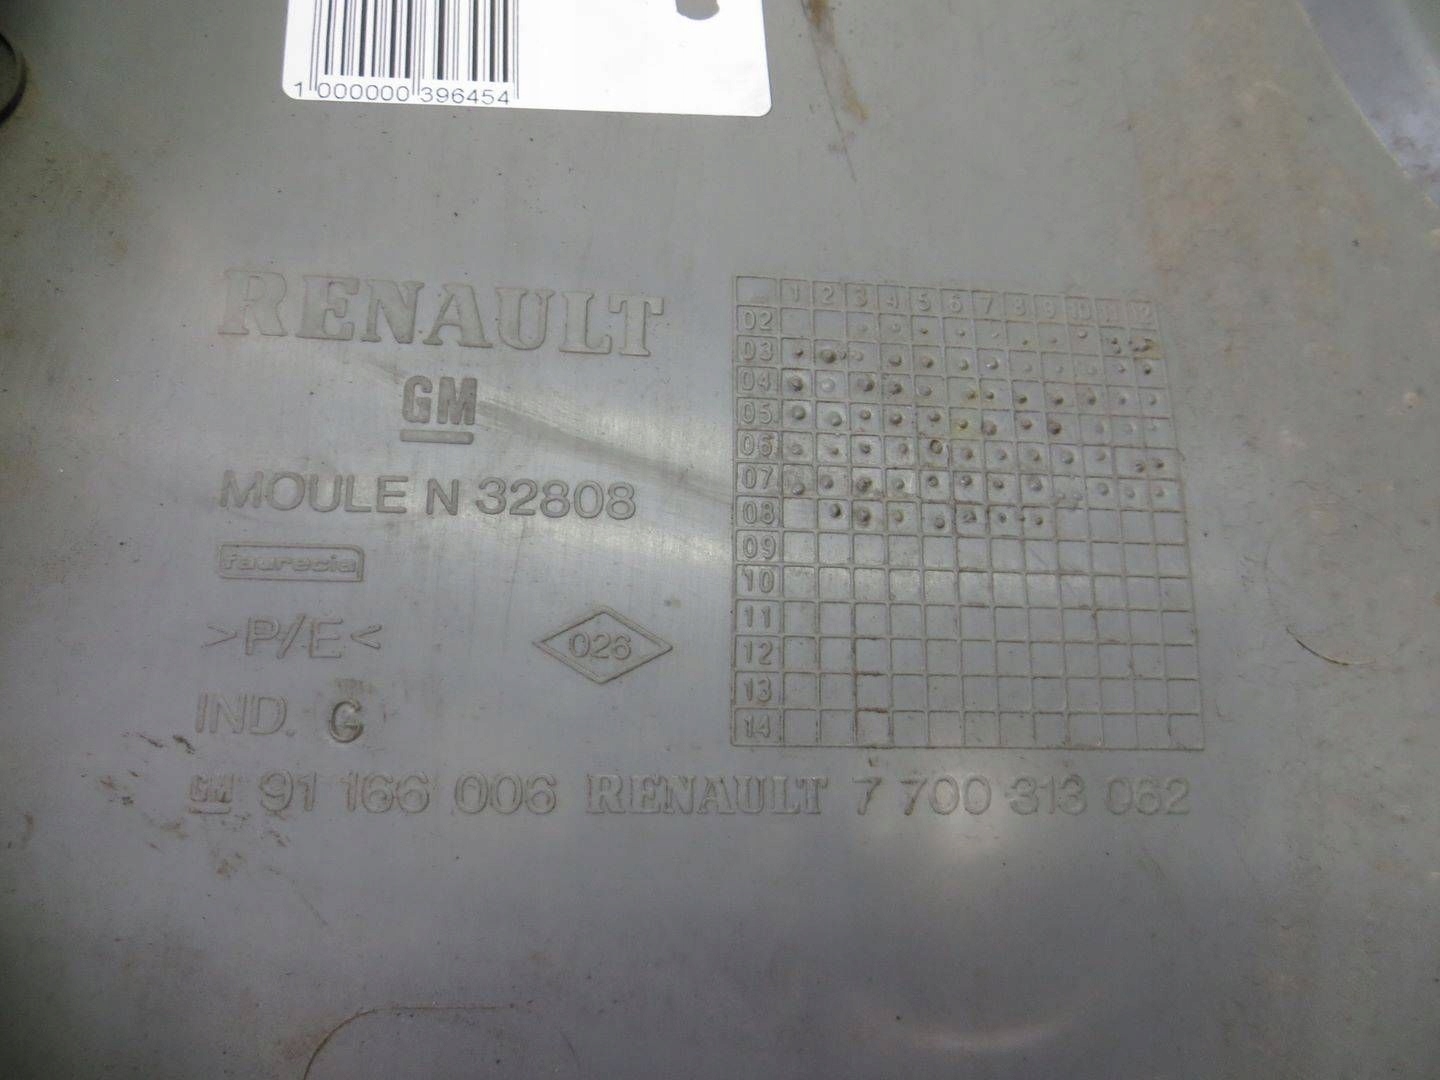 1 000000 396454
RENAULT
GM
MOULE N 32808
faurecia
>P/E<
026
IND. G
1 2 3 4 5 6 7 8 9 10 11 12
02
03
04
05
06
07
08
09
10
11
12
13
14
GM 91 166 006 RENAULT 7 700 313 062